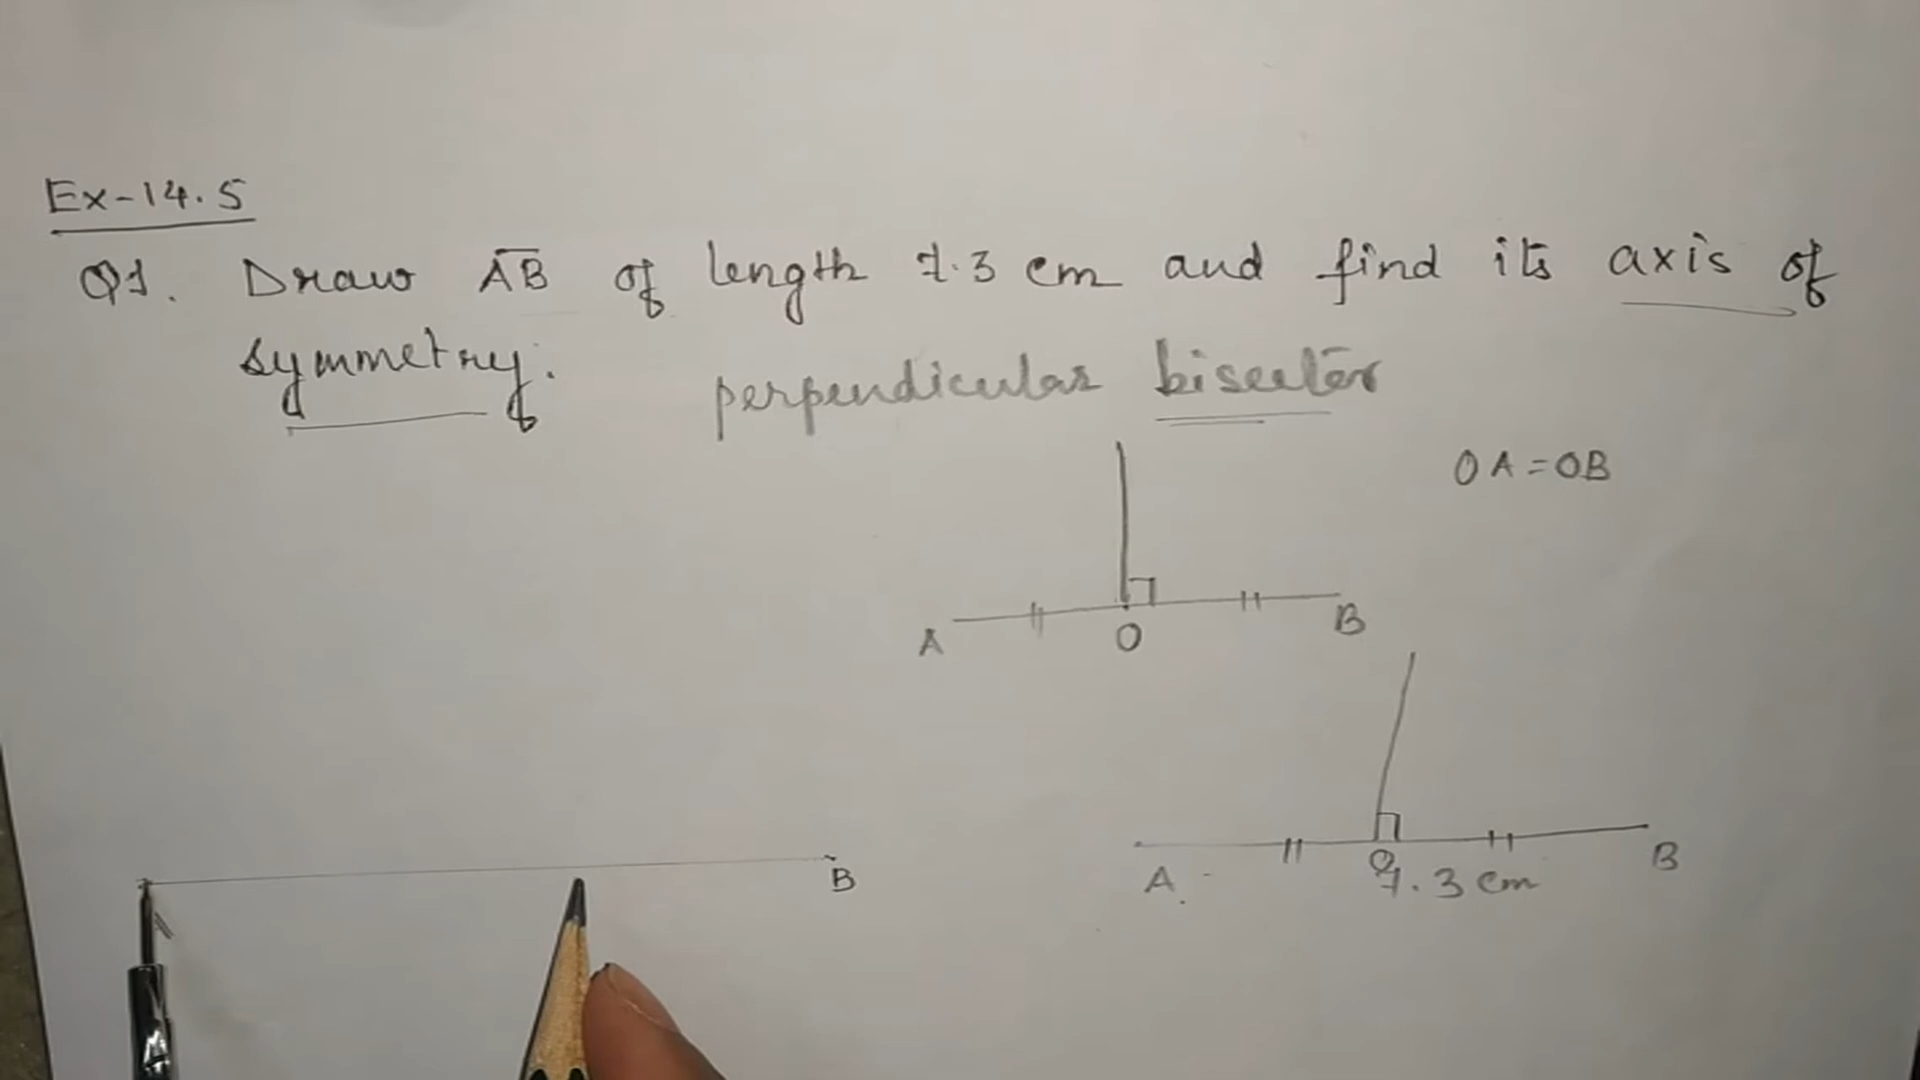 Ex-14.5
Q1. Draw AB of length 7.3 cm and find its axis of
symmetry.
perpendicular bisector
OA=OB
A O B
B
A O 7.3 cm B